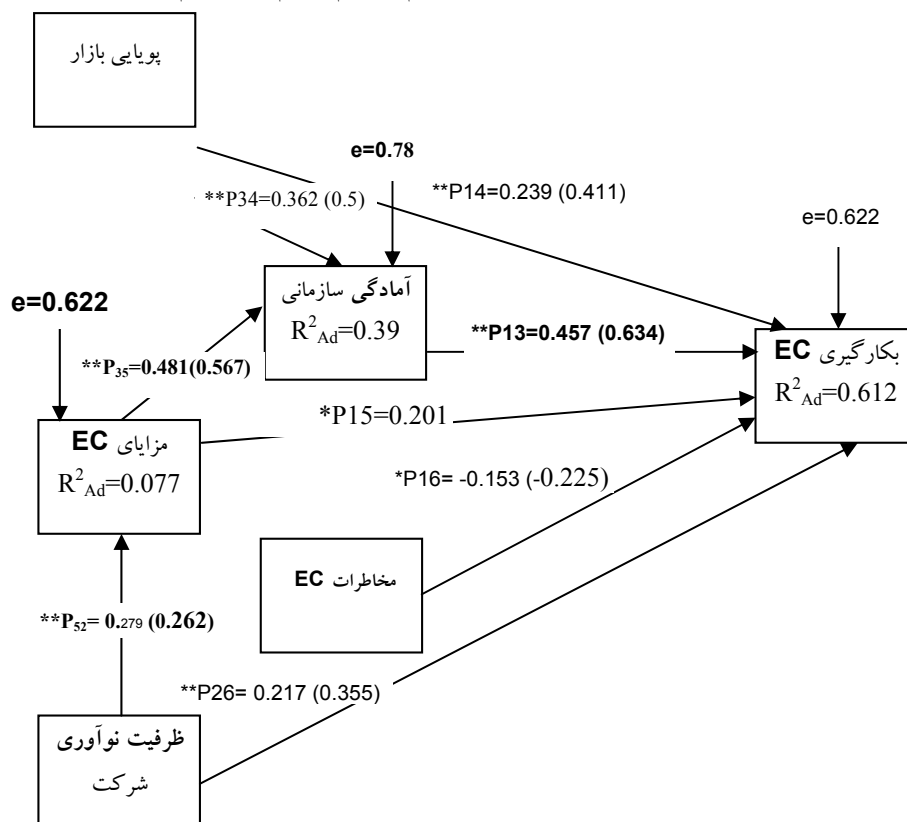 پویایی بازار
e=0.78
**P34=0.362 (0.5)
**P14=0.239 (0.411)
e=0.622
آمادگی سازمانی
R²Ad=0.39
e=0.622
**P13=0.457 (0.634)
بکارگیری EC
R²Ad=0.612
**P₃₅=0.481(0.567)
*P15=0.201
مزایای EC
R²Ad=0.077
*P16= -0.153 (-0.225)
مخاطرات EC
**P₅₂= 0.279 (0.262)
**P26= 0.217 (0.355)
ظرفیت نوآوری
شرکت